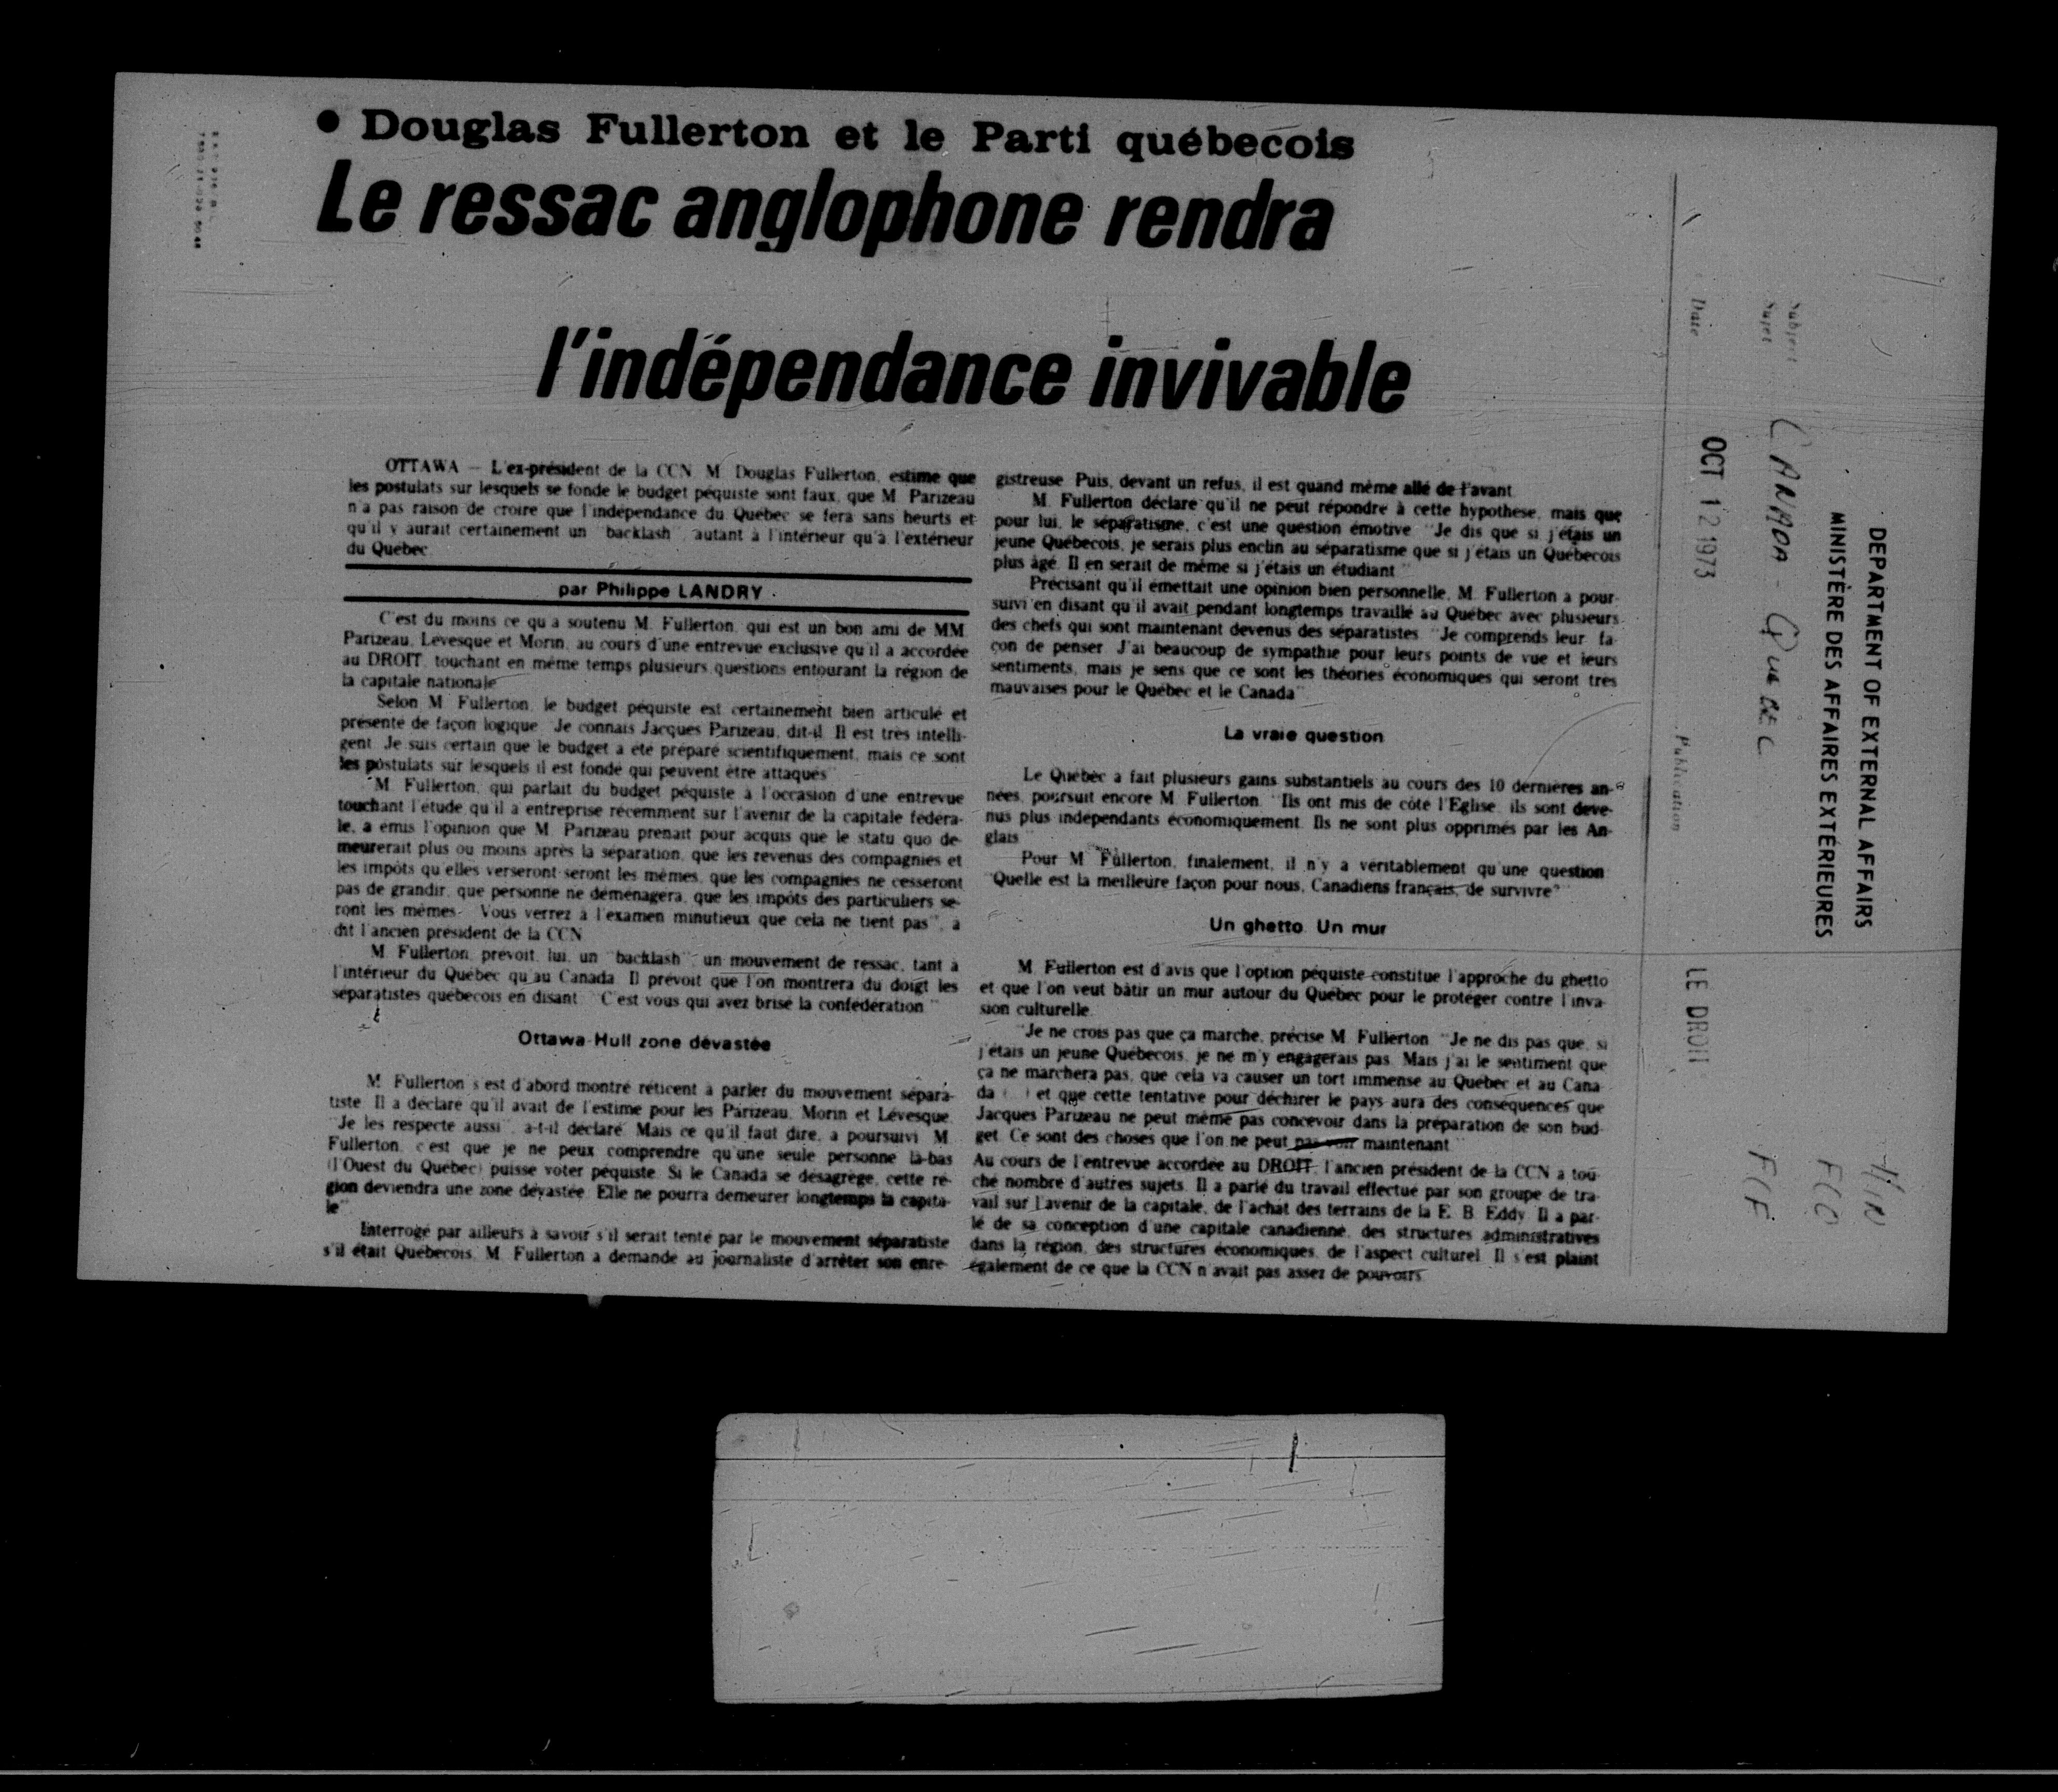 • Douglas Fullerton et le Parti québecois
Le ressac anglophone rendra
l'indépendance invivable
OTTAWA — L'ex-président de la CCN M. Douglas Fullerton, estime que
les postulats sur lesquels se fonde le budget péquiste sont faux, que M. Parizeau
n'a pas raison de croire que l'indépendance du Québec se fera sans heurts et
qu'il y aurait certainement un "backlash", autant à l'intérieur qu'à l'extérieur
du Québec.
par Philippe LANDRY
C'est du moins ce qu'a soutenu M. Fullerton, qui est un bon ami de MM.
Parizeau, Lévesque et Morin, au cours d'une entrevue exclusive qu'il a accordée
au DROIT, touchant en même temps plusieurs questions entourant la région de
la capitale nationale.
Selon M. Fullerton, le budget péquiste est certainement bien articulé et
présenté de façon logique. "Je connais Jacques Parizeau, dit-il. Il est très intelli-
gent. Je suis certain que le budget a été préparé scientifiquement, mais ce sont
les postulats sur lesquels il est fondé qui peuvent être attaqués".
M. Fullerton, qui parlait du budget péquiste à l'occasion d'une entrevue
touchant l'étude qu'il a entreprise récemment sur l'avenir de la capitale fédéra-
le, a émis l'opinion que M. Parizeau prenait pour acquis que le statu quo de-
meurerait plus ou moins après la séparation, que les revenus des compagnies et
les impôts qu'elles verseront seront les mêmes, que les compagnies ne cesseront
pas de grandir, que personne ne déménagera, que les impôts des particuliers se-
ront les mêmes. "Vous verrez à l'examen minutieux que cela ne tient pas", a
dit l'ancien président de la CCN.
M. Fullerton, prévoit, lui, un "backlash", un mouvement de ressac, tant à
l'intérieur du Québec qu'au Canada. Il prévoit que l'on montrera du doigt les
séparatistes québecois en disant: "C'est vous qui avez brisé la confédération."
Ottawa-Hull zone dévastée
M. Fullerton s'est d'abord montré réticent à parler du mouvement sépara-
tiste. Il a déclaré qu'il avait de l'estime pour les Parizeau, Morin et Lévesque.
"Je les respecte aussi", a-t-il déclaré. Mais ce qu'il faut dire, a poursuivi M.
Fullerton, c'est que je ne peux comprendre qu'une seule personne là-bas
(l'Ouest du Québec) puisse voter péquiste. Si le Canada se désagrège, cette ré-
gion deviendra une zone dévastée. Elle ne pourra demeurer longtemps la capita-
le".
Interrogé par ailleurs à savoir s'il serait tenté par le mouvement séparatiste
s'il était Québecois, M. Fullerton a demandé au journaliste d'arrêter son enre-
gistreuse. Puis, devant un refus, il est quand même allé de l'avant.
M. Fullerton déclare qu'il ne peut répondre à cette hypothèse, mais que
pour lui, le séparatisme, c'est une question émotive. "Je dis que si j'étais un
jeune Québecois, je serais plus enclin au séparatisme que si j'étais un Québecois
plus âgé. Il en serait de même si j'étais un étudiant."
Précisant qu'il émettait une opinion bien personnelle, M. Fullerton a pour-
suivi en disant qu'il avait pendant longtemps travaillé au Québec avec plusieurs
des chefs qui sont maintenant devenus des séparatistes. "Je comprends leur fa-
çon de penser. J'ai beaucoup de sympathie pour leurs points de vue et leurs
sentiments, mais je sens que ce sont les théories économiques qui seront très
mauvaises pour le Québec et le Canada".
La vraie question
Le Québec a fait plusieurs gains substantiels au cours des 10 dernières an-
nées, poursuit encore M. Fullerton. "Ils ont mis de côté l'Eglise, ils sont deve-
nus plus indépendants économiquement. Ils ne sont plus opprimés par les An-
glais."
Pour M. Fullerton, finalement, il n'y a véritablement qu'une question:
"Quelle est la meilleure façon pour nous, Canadiens français, de survivre?"
Un ghetto. Un mur
M. Fullerton est d'avis que l'option péquiste constitue l'approche du ghetto
et que l'on veut bâtir un mur autour du Québec pour le protéger contre l'inva-
sion culturelle.
"Je ne crois pas que ça marche, précise M. Fullerton. "Je ne dis pas que, si
j'étais un jeune Québecois, je ne m'y engagerais pas. Mais j'ai le sentiment que
ça ne marchera pas, que cela va causer un tort immense au Québec et au Cana-
da ( ) et que cette tentative pour déchirer le pays aura des conséquences que
Jacques Parizeau ne peut même pas concevoir dans la préparation de son bud-
get. Ce sont des choses que l'on ne peut pas voir maintenant."
Au cours de l'entrevue accordée au DROIT, l'ancien président de la CCN a tou-
ché nombre d'autres sujets. Il a parlé du travail effectué par son groupe de tra-
vail sur l'avenir de la capitale, de l'achat des terrains de la E. B. Eddy. Il a par-
lé de sa conception d'une capitale canadienne, des structures administratives
dans la région, des structures économiques, de l'aspect culturel. Il s'est plaint
également de ce que la CCN n'avait pas assez de pouvoirs.
DEPARTMENT OF EXTERNAL AFFAIRS
MINISTÈRE DES AFFAIRES EXTÉRIEURES
Subject
Sujet
CANADA - QUEBEC
Date
OCT 12 1973
Publication
LE DROIT
MIN
FCO
FCF